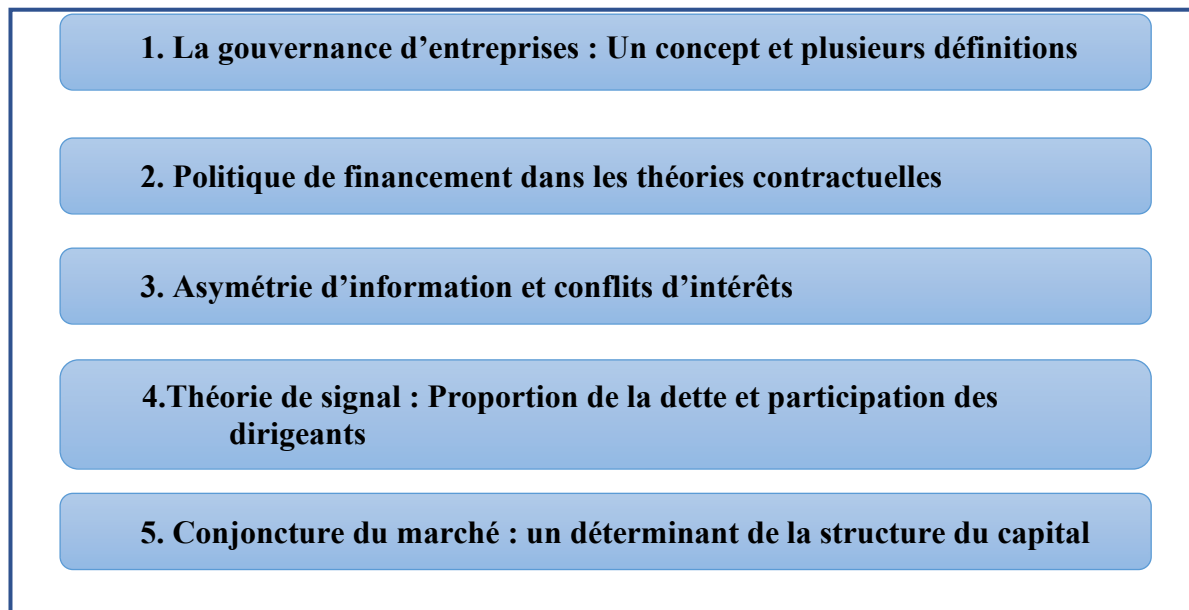 1. La gouvernance d’entreprises : Un concept et plusieurs définitions
2. Politique de financement dans les théories contractuelles
3. Asymétrie d’information et conflits d’intérêts
4.Théorie de signal : Proportion de la dette et participation des
dirigeants
5. Conjoncture du marché : un déterminant de la structure du capital